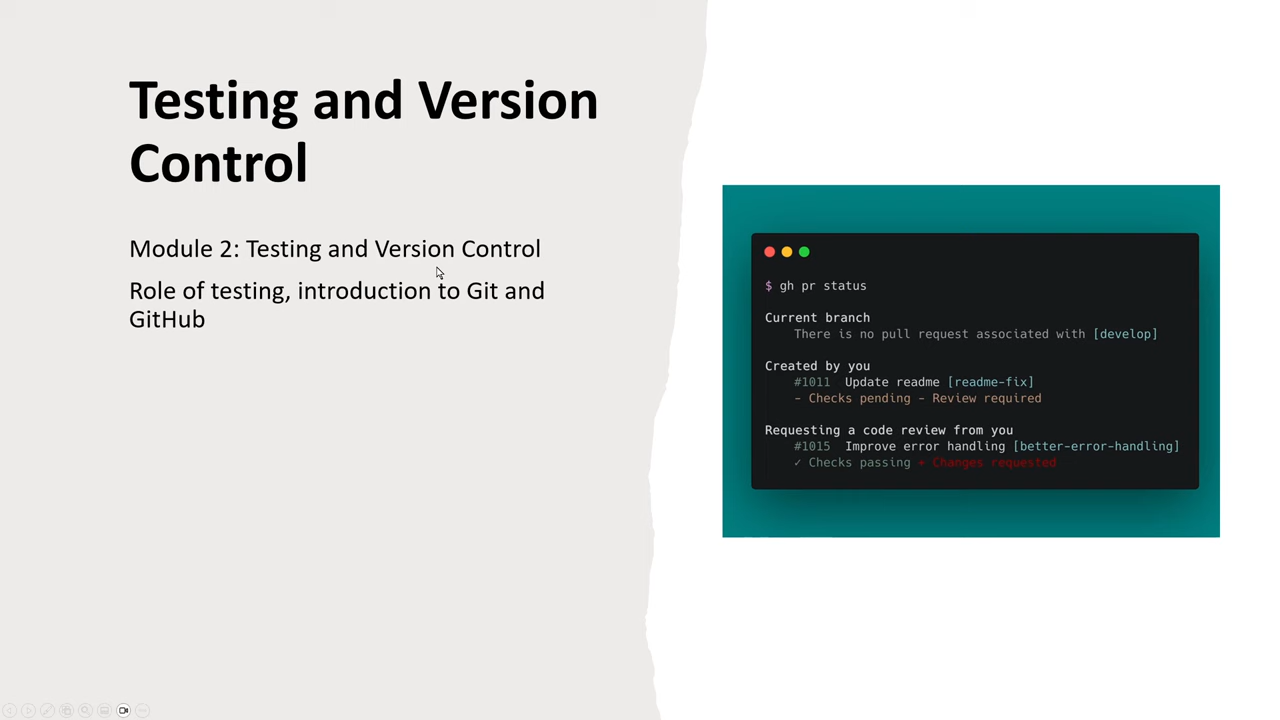 Testing and Version
Control
Module 2: Testing and Version Control
Role of testing, introduction to Git and
GitHub
$ gh pr status
Current branch
There is no pull request associated with [develop]
Created by you
#1011 Update readme [readme-fix]
- Checks pending - Review required
Requesting a code review from you
#1015 Improve error handling [better-error-handling]
✓ Checks passing + Changes requested